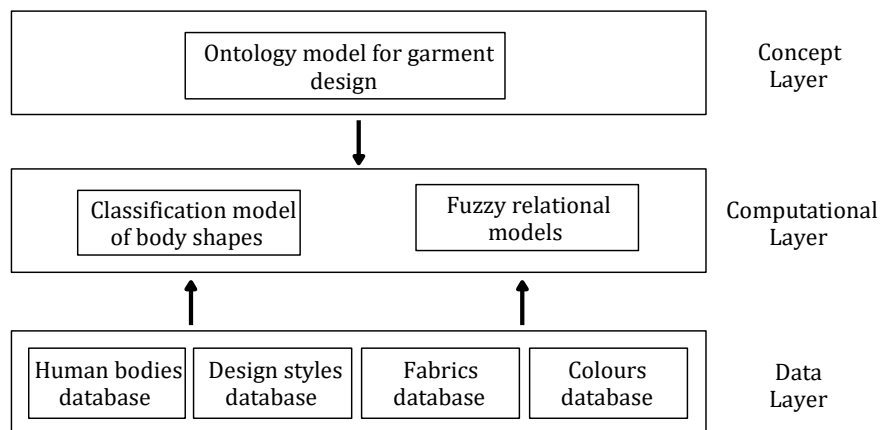 Ontology model for garment
design
Concept
Layer
Classification model
of body shapes
Fuzzy relational
models
Computational
Layer
Human bodies
database
Design styles
database
Fabrics
database
Colours
database
Data
Layer